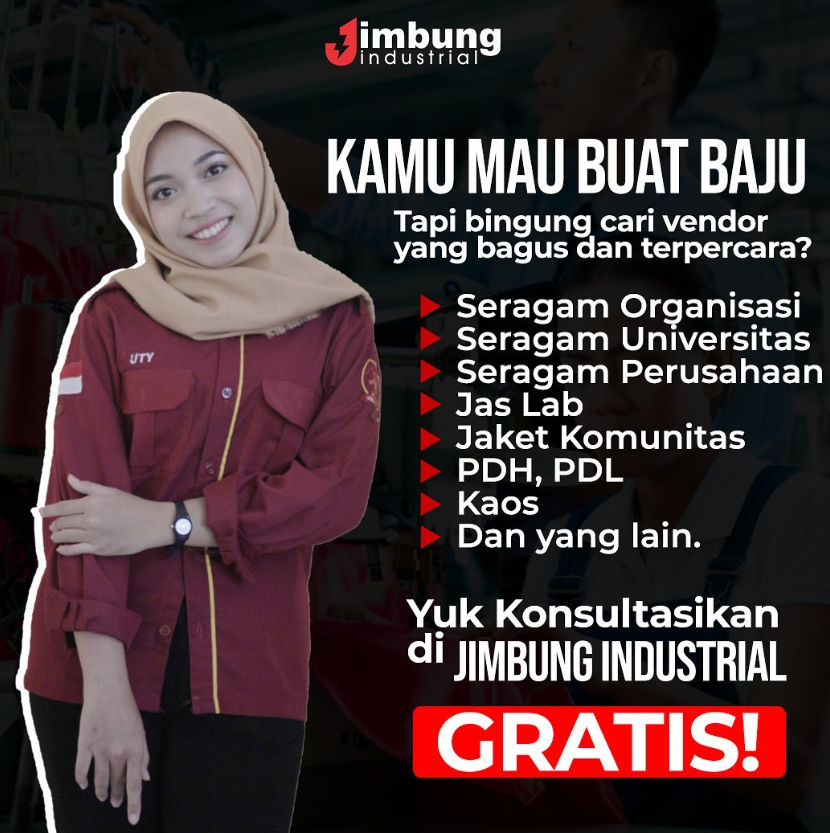 Jimbung
industrial
KAMU MAU BUAT BAJU
Tapi bingung cari vendor
yang bagus dan terpercara?
Seragam Organisasi
Seragam Universitas
Seragam Perusahaan
Jas Lab
Jaket Komunitas
PDH, PDL
Kaos
Dan yang lain.
UTY
Yuk Konsultasikan
di JIMBUNG INDUSTRIAL
GRATIS!